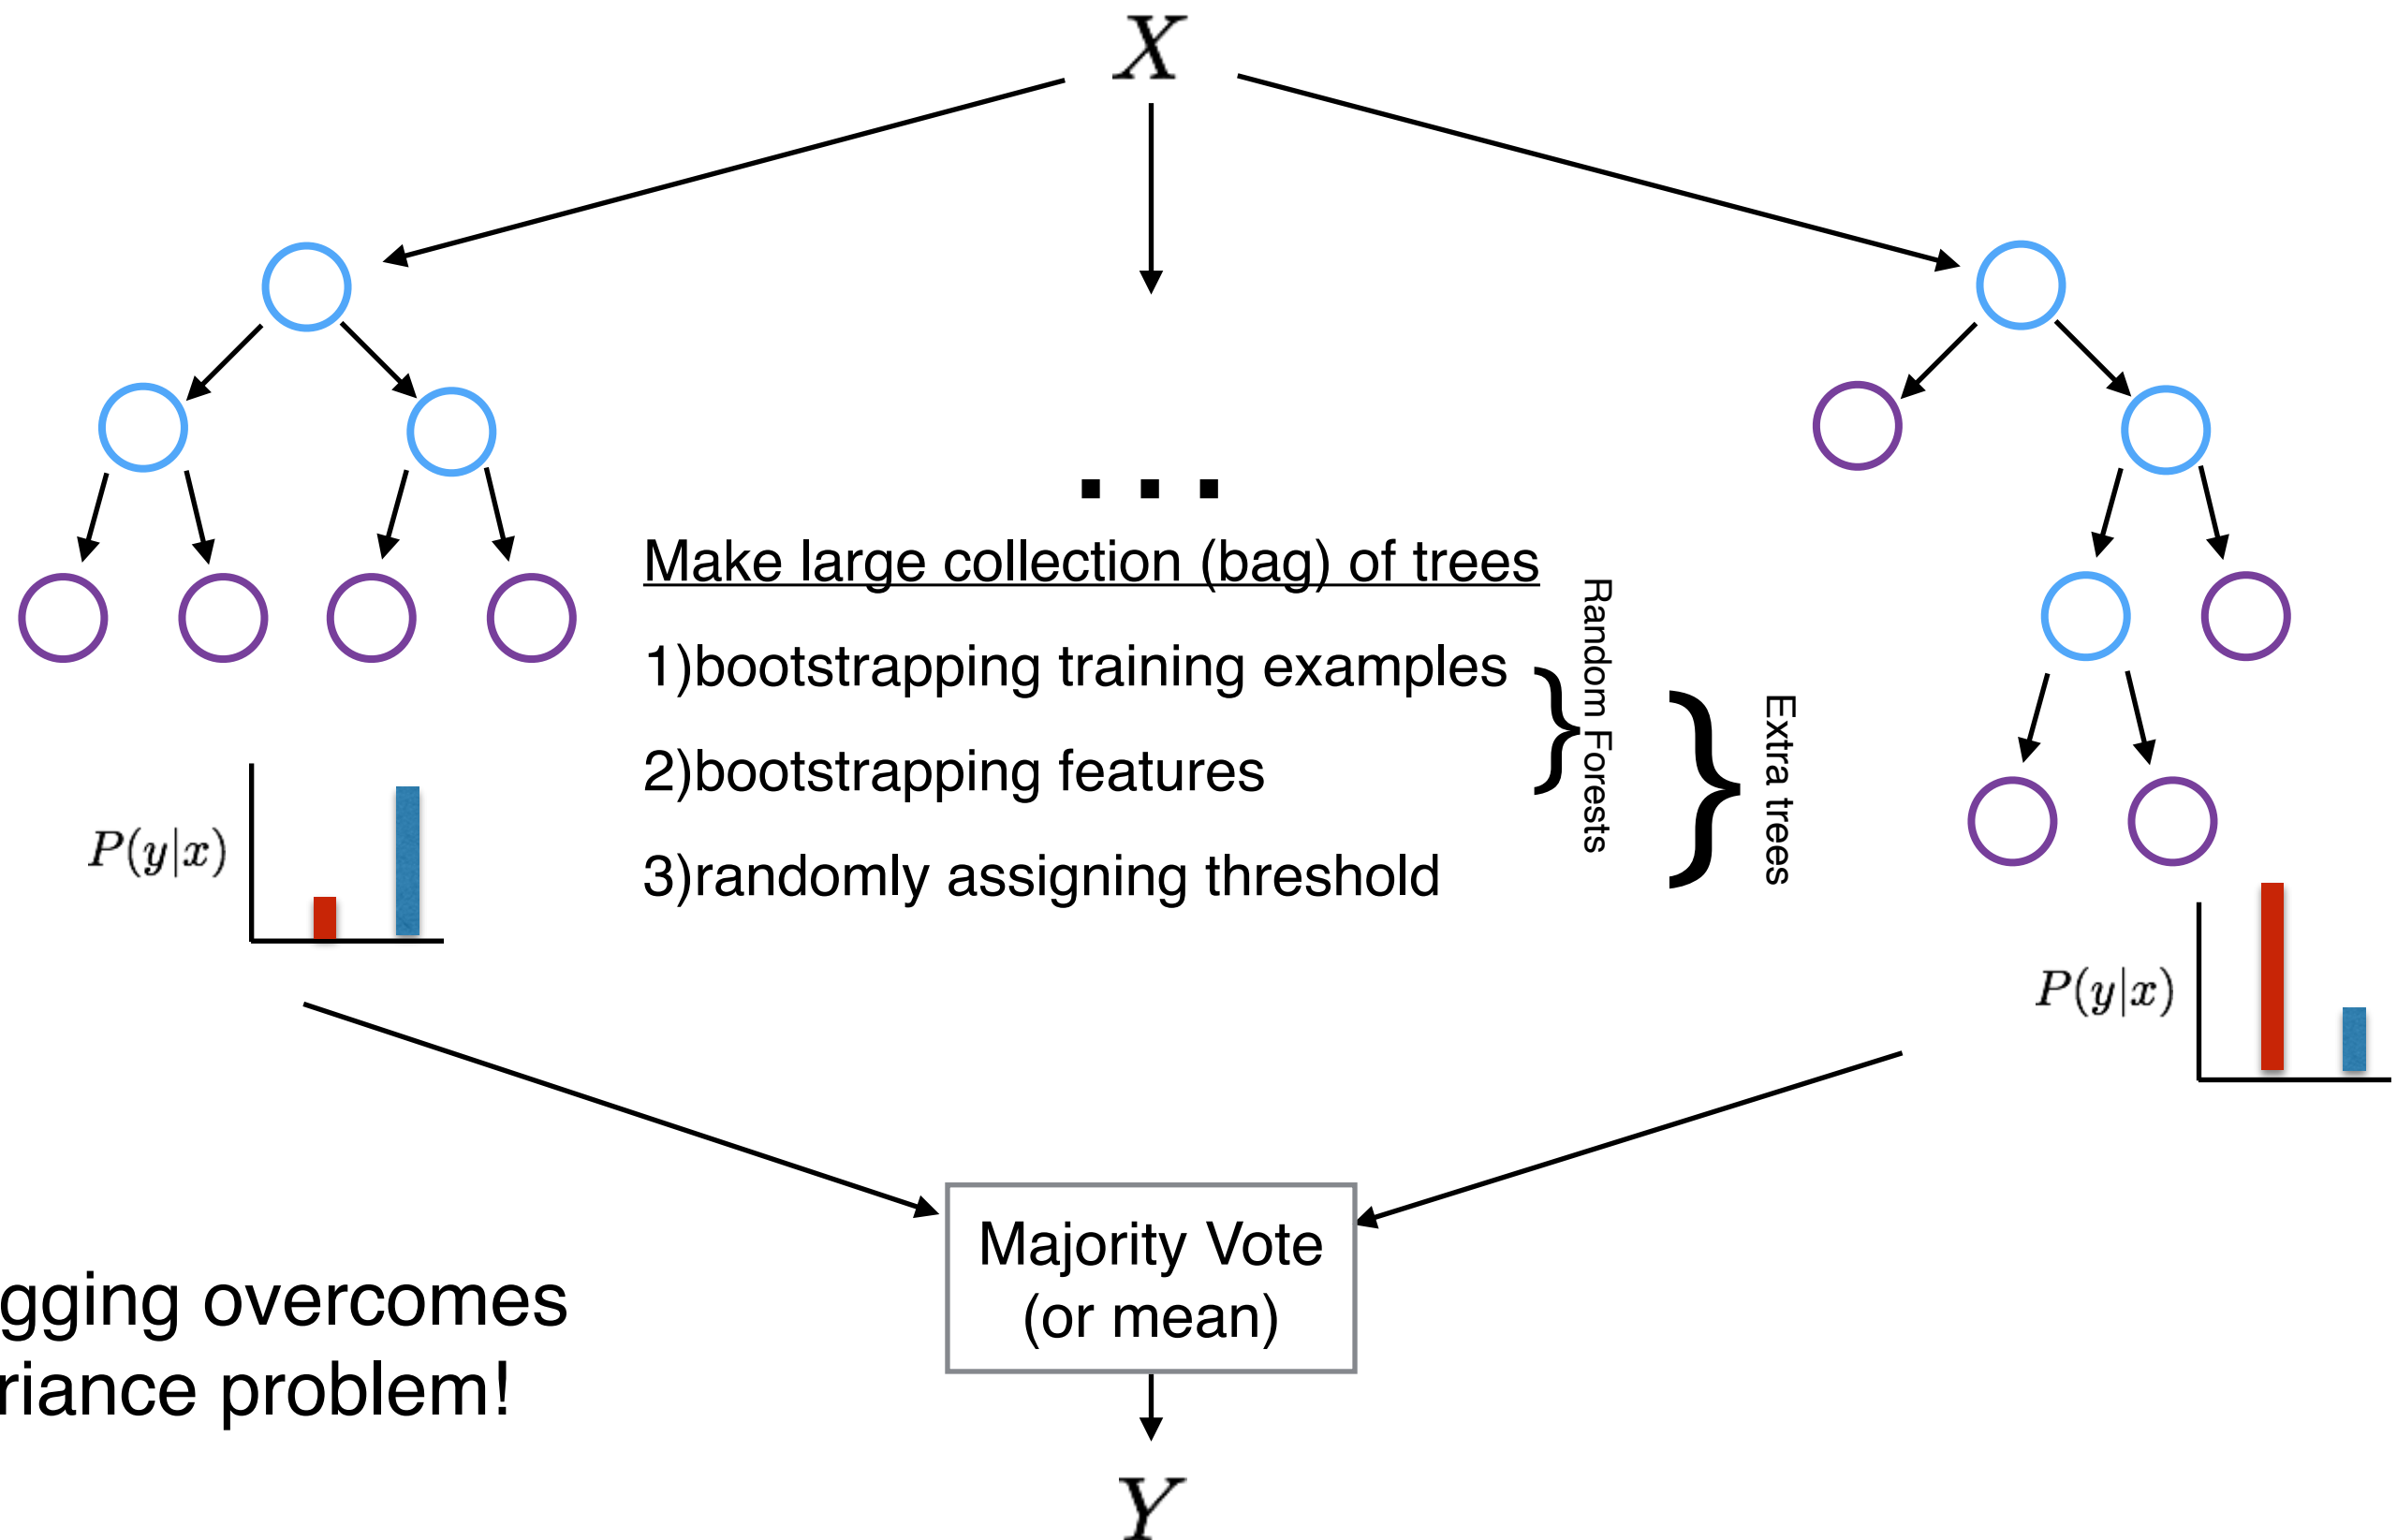 X
. . .
Make large collection (bag) of trees
1)bootstrapping training examples
2)bootstrapping features
3)randomly assigning threshold
Random Forests
Extra trees
P(y|x)
P(y|x)
Majority Vote
(or mean)
gging overcomes
riance problem!
Y